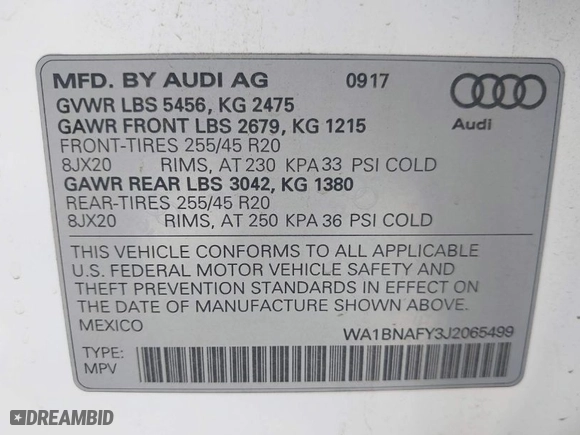 MFD. BY AUDI AG 0917
GVWR LBS 5456, KG 2475
GAWR FRONT LBS 2679, KG 1215
FRONT-TIRES 255/45 R20
8JX20 RIMS, AT 230 KPA 33 PSI COLD
GAWR REAR LBS 3042, KG 1380
REAR-TIRES 255/45 R20
8JX20 RIMS, AT 250 KPA 36 PSI COLD
Audi
THIS VEHICLE CONFORMS TO ALL APPLICABLE
U.S. FEDERAL MOTOR VEHICLE SAFETY AND
THEFT PREVENTION STANDARDS IN EFFECT ON
THE DATE OF MANUFACTURE SHOWN ABOVE.
MEXICO WA1BNAFY3J2065499
TYPE:
MPV
DREAMBID